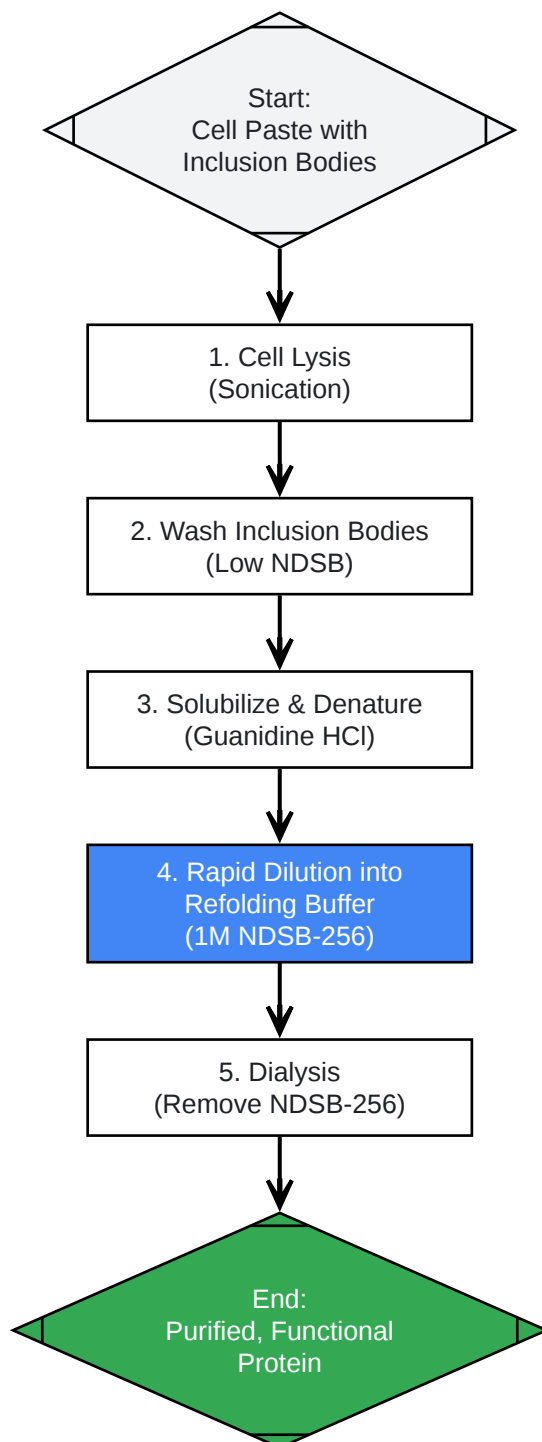 Start:
Cell Paste with
Inclusion Bodies
1. Cell Lysis
(Sonication)
2. Wash Inclusion Bodies
(Low NDSB)
3. Solubilize & Denature
(Guanidine HCl)
4. Rapid Dilution into
Refolding Buffer
(1M NDSB-256)
5. Dialysis
(Remove NDSB-256)
End:
Purified, Functional
Protein